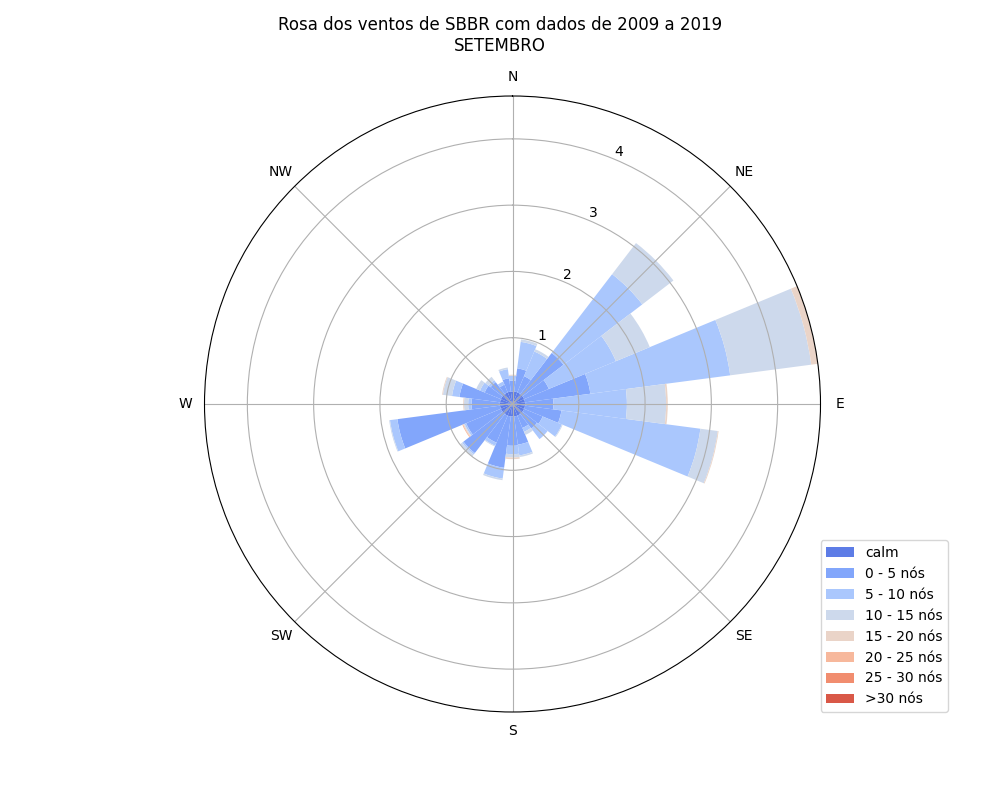 Rosa dos ventos de SBBR com dados de 2009 a 2019
SETEMBRO
N
NW
NE
4
3
2
1
W
E
SW
SE
S
calm
0 - 5 nós
5 - 10 nós
10 - 15 nós
15 - 20 nós
20 - 25 nós
25 - 30 nós
>30 nós